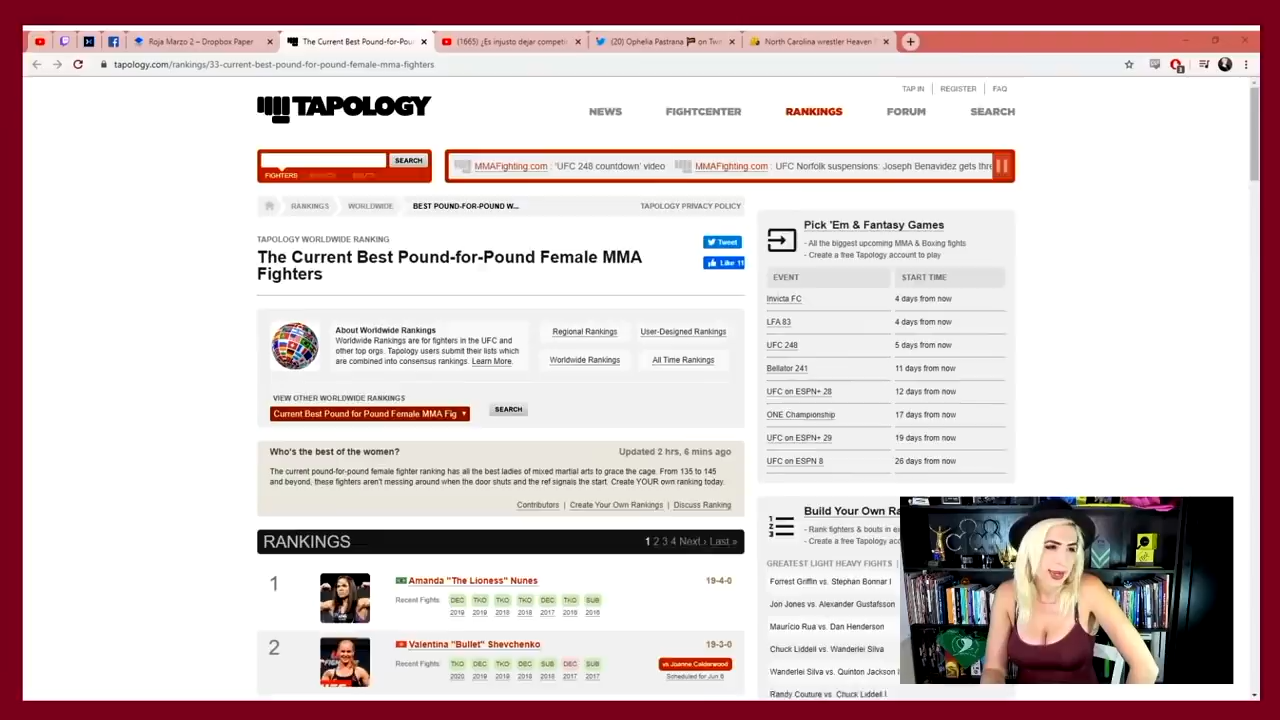 Roja Marzo 2 – Dropbox Paper
The Current Best Pound-for-Pou
(1665) ¿Es injusto dejar competi
(20) Ophelia Pastrana
on Tw
North Carolina wrestler Heaven
tapology.com/rankings/33-current-best-pound-for-pound-female-mma-fighters
TAP IN
REGISTER
FAQ
TAPOLOGY
NEWS
FIGHTCENTER
RANKINGS
FORUM
SEARCH
SEARCH
FIGHTERS
MMAFighting.com : 'UFC 248 countdown' video
MMAFighting.com : UFC Norfolk suspensions: Joseph Benavidez gets thre
RANKINGS
WORLDWIDE
BEST POUND-FOR-POUND W...
TAPOLOGY PRIVACY POLICY
TAPOLOGY WORLDWIDE RANKING
The Current Best Pound-for-Pound Female MMA
Fighters
Tweet
Like 11
About Worldwide Rankings
Worldwide Rankings are for fighters in the UFC and
other top orgs. Tapology users submit their lists which
are combined into consensus rankings. Learn More.
Regional Rankings
User-Designed Rankings
Worldwide Rankings
All Time Rankings
VIEW OTHER WORLDWIDE RANKINGS
Current Best Pound for Pound Female MMA Fig
SEARCH
Who's the best of the women?
Updated 2 hrs, 6 mins ago
The current pound-for-pound female fighter ranking has all the best ladies of mixed martial arts to grace the cage. From 135 to 145
and beyond, these fighters aren't messing around when the door shuts and the ref signals the start. Create YOUR own ranking today.
Contributors | Create Your Own Rankings | Discuss Ranking
RANKINGS
1 2 3 4 Next › Last »
1
Amanda "The Lioness" Nunes
19-4-0
Recent Fights:
DEC TKO TKO TKO DEC TKO SUB
2019 2019 2018 2018 2017 2016 2016
2
Valentina "Bullet" Shevchenko
19-3-0
Recent Fights:
TKO DEC TKO DEC SUB DEC SUB
2020 2019 2019 2018 2018 2017 2017
vs Joanne Calderwood
Scheduled for Jun 6
Pick 'Em & Fantasy Games
- All the biggest upcoming MMA & Boxing fights
- Create a free Tapology account to play
EVENT
START TIME
Invicta FC
4 days from now
LFA 83
4 days from now
UFC 248
5 days from now
Bellator 241
11 days from now
UFC on ESPN+ 28
12 days from now
ONE Championship
17 days from now
UFC on ESPN+ 29
19 days from now
UFC on ESPN 8
26 days from now
Build Your Own Ra
- Rank fighters & bouts in e
- Create a free Tapology acc
GREATEST LIGHT HEAVY FIGHTS
Forrest Griffin vs. Stephan Bonnar I
Jon Jones vs. Alexander Gustafsson
Mauricio Rua vs. Dan Henderson
Chuck Liddell vs. Wanderlei Silva
Wanderlei Silva vs. Quinton Jackson
Randy Couture vs. Chuck Liddell I